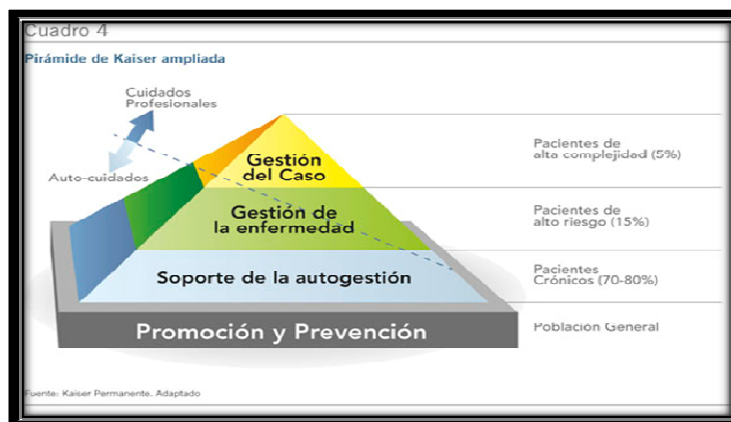 Cuadro 4
Pirámide de Kaiser ampliada
Cuidados
Profesionales
Auto-cuidados
Gestión
del Caso
Pacientes de
alta complejidad (5%)
Gestión de
la enfermedad
Pacientes de
alto riesgo (15%)
Soporte de la autogestión
Pacientes
Crónicos (70-80%)
Promoción y Prevención
Población General
Fuente: Kaiser Permanente. Adaptado